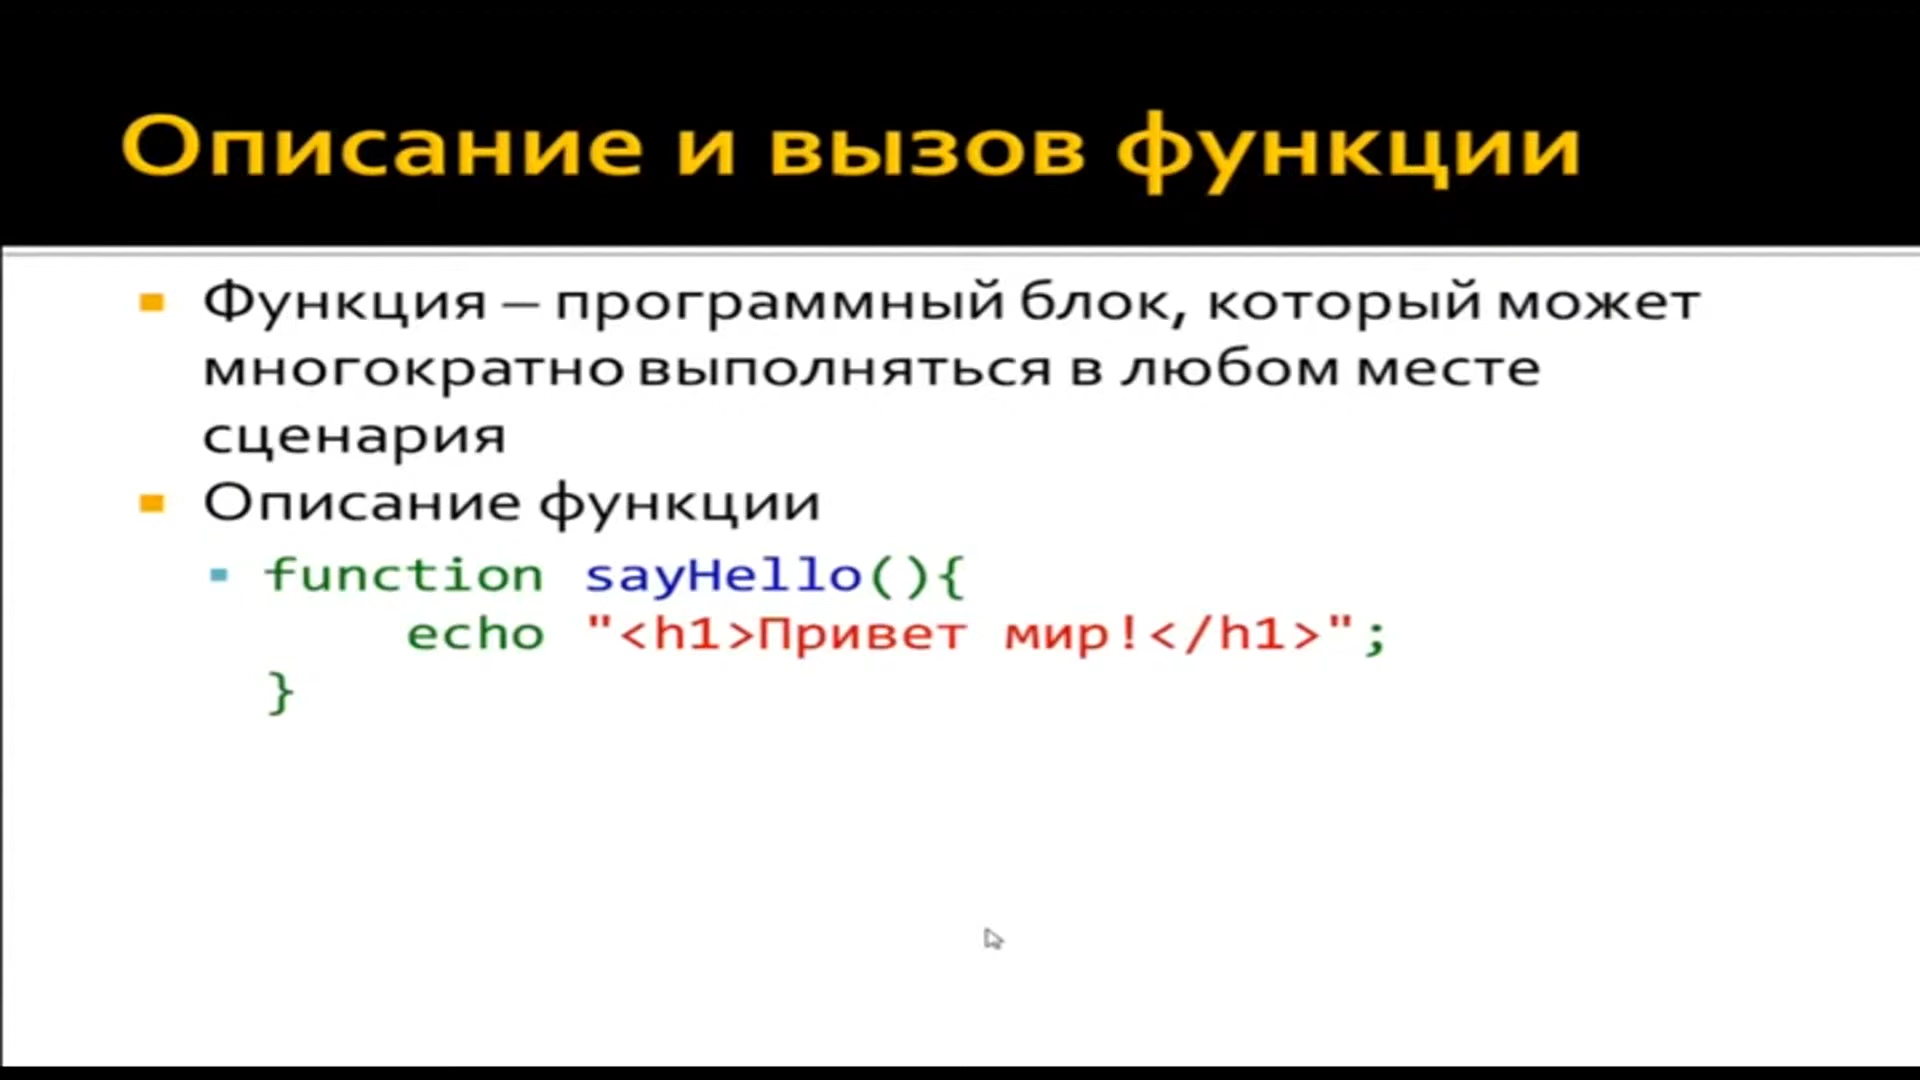 Описание и вызов функции
Функция – программный блок, который может
многократно выполняться в любом месте
сценария
Описание функции
function sayHello(){
echo "<h1>Привет мир!</h1>";
}